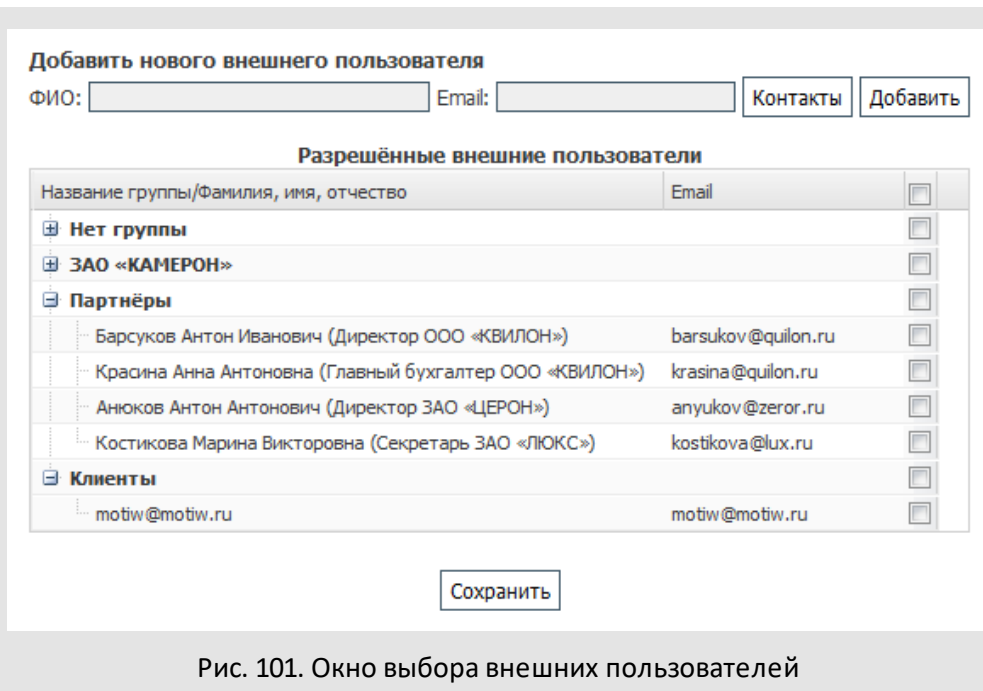 Добавить нового внешнего пользователя
ФИО: Email: Контакты Добавить
Разрешённые внешние пользователи
Название группы/Фамилия, имя, отчество Email
Нет группы
ЗАО «КАМЕРОН»
Партнёры
Барсуков Антон Иванович (Директор ООО «КВИЛОН») barsukov@quilon.ru
Красина Анна Антоновна (Главный бухгалтер ООО «КВИЛОН») krasina@quilon.ru
Анюков Антон Антонович (Директор ЗАО «ЦЕРОН») anyukov@zeror.ru
Костикова Марина Викторовна (Секретарь ЗАО «ЛЮКС») kostikova@lux.ru
Клиенты
motiw@motiw.ru motiw@motiw.ru
Сохранить
Рис. 101. Окно выбора внешних пользователей